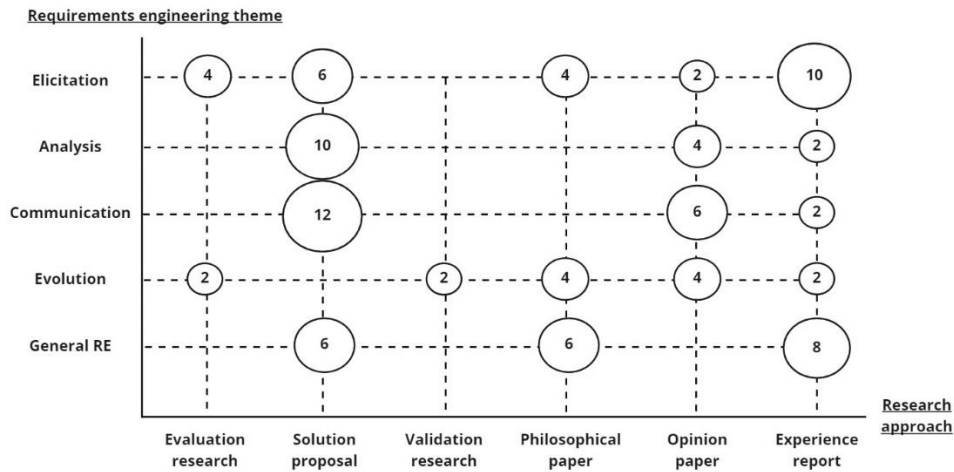 Requirements engineering theme
Elicitation 4 6 4 2 10
Analysis 10 4 2
Communication 12 6 2
Evolution 2 2 4 4 2
General RE 6 6 8
Research
approach
Evaluation research
Solution proposal
Validation research
Philosophical paper
Opinion paper
Experience report